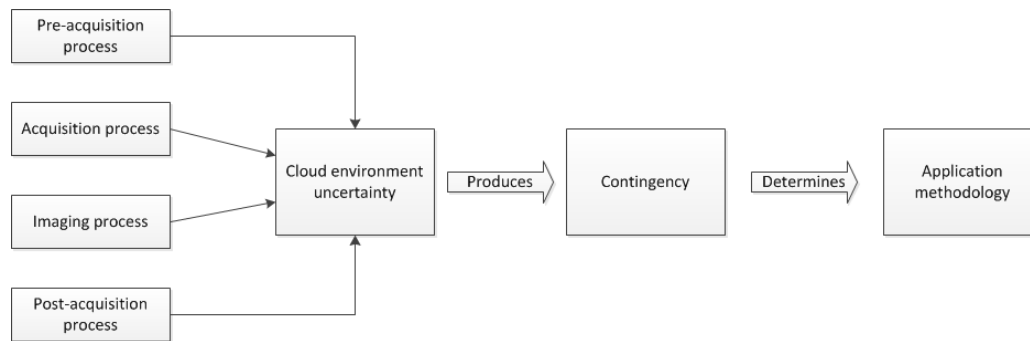 Pre-acquisition
process
Acquisition process
Imaging process
Post-acquisition
process
Cloud environment
uncertainty
Produces
Contingency
Determines
Application
methodology